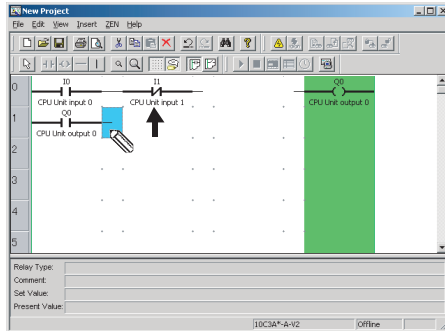 New Project
File Edit View Insert ZEN Help
0 I0 I1 Q0
CPU Unit input 0 CPU Unit input 1 CPU Unit output 0
1 Q0
CPU Unit output 0
2
3
4
5
Relay Type:
Comment:
Set Value:
Present Value:
10C3A*-A-V2 Offline